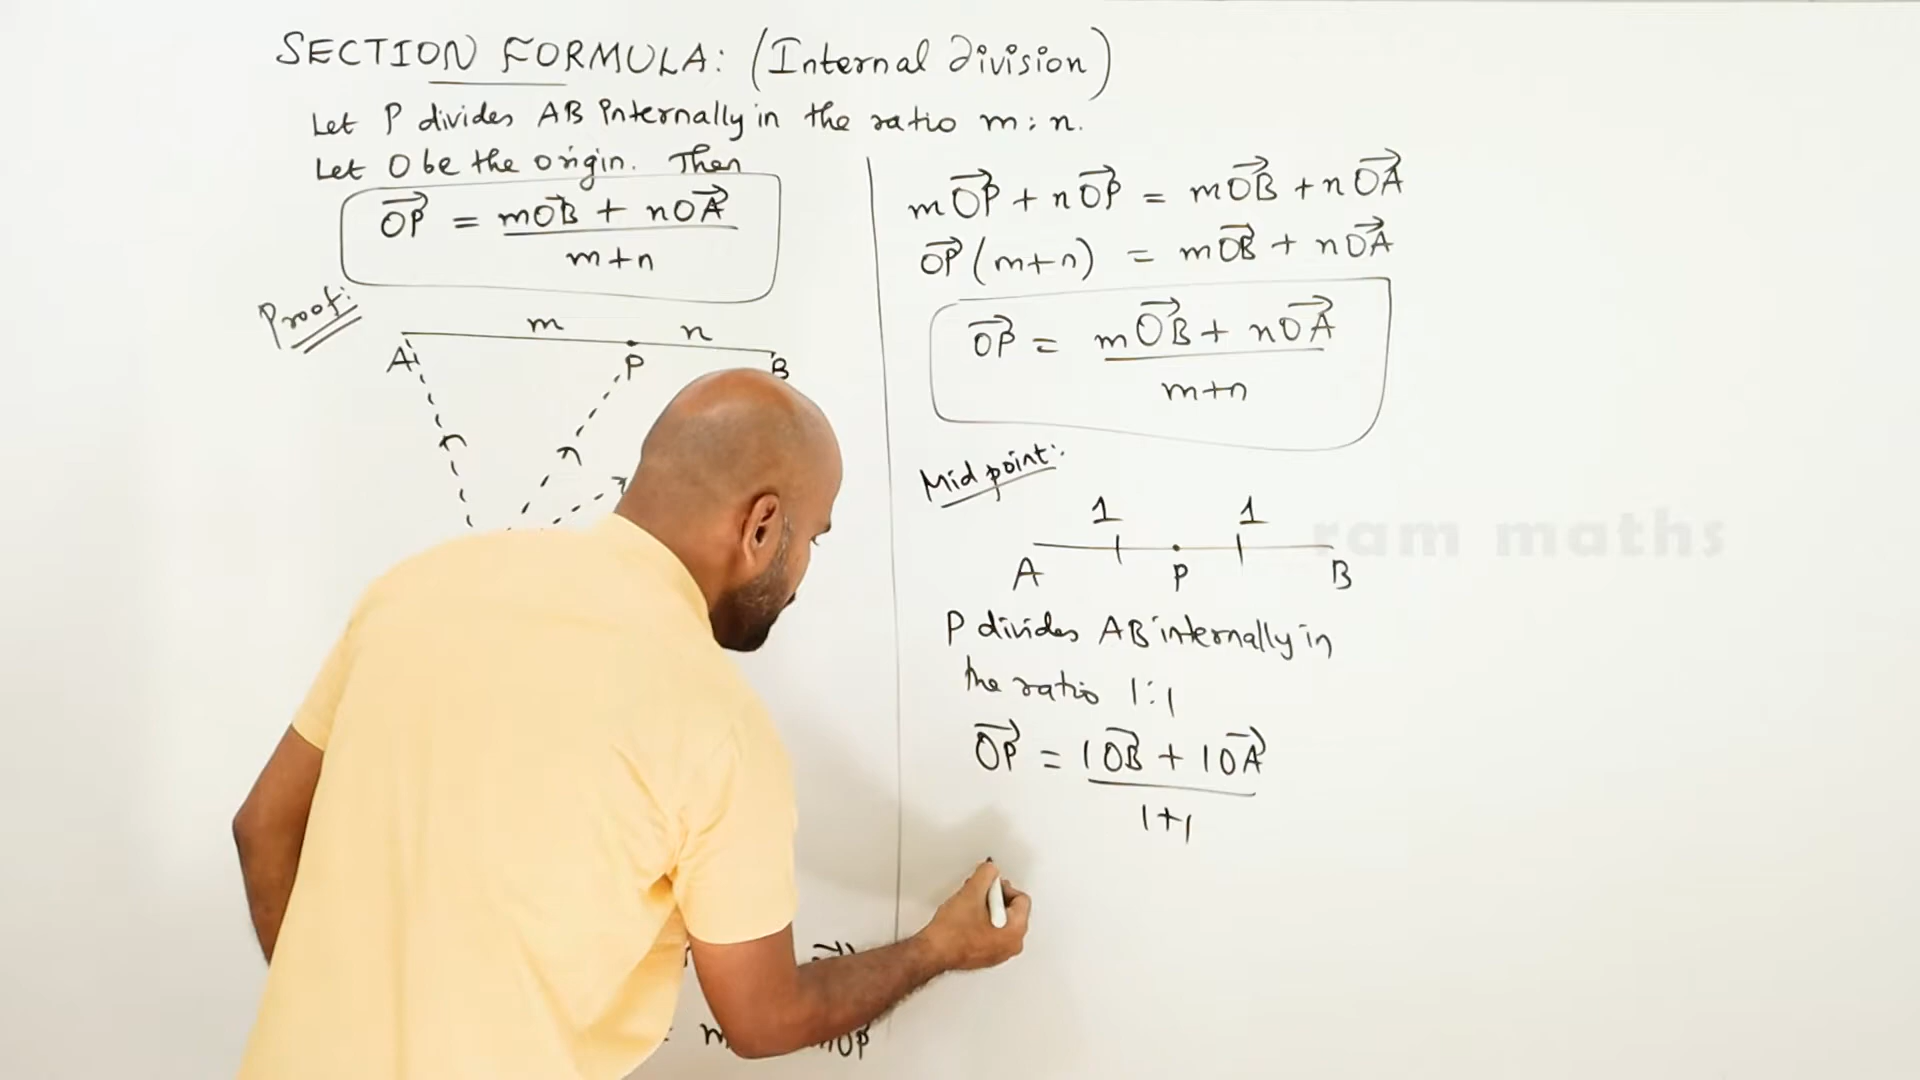 SECTION FORMULA: (Internal Division)
Let P divides AB Internally in the ratio m:n.
Let O be the origin. Then
OP⃗ = mOB⃗ + nOA⃗
m+n
Proof:
m n
A P B
mOP⃗ + nOP⃗ = mOB⃗ + nOA⃗
OP⃗ (m+n) = mOB⃗ + nOA⃗
OP⃗ = mOB⃗ + nOA⃗
m+n
Mid point:
1 1
A P B
P divides AB internally in
the ratio 1:1
OP⃗ = 1OB⃗ + 1OA⃗
1+1
ram maths